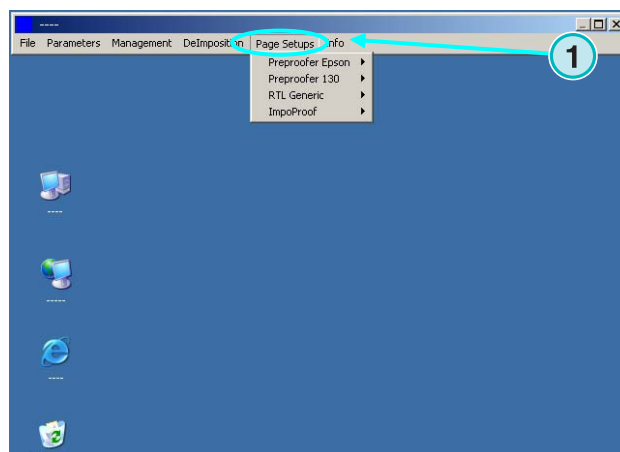 ----
File Parameters Management DeImposition Page Setups Info
1
Preproofer Epson
Preproofer 130
RTL Generic
ImpoProof
----
-----
----